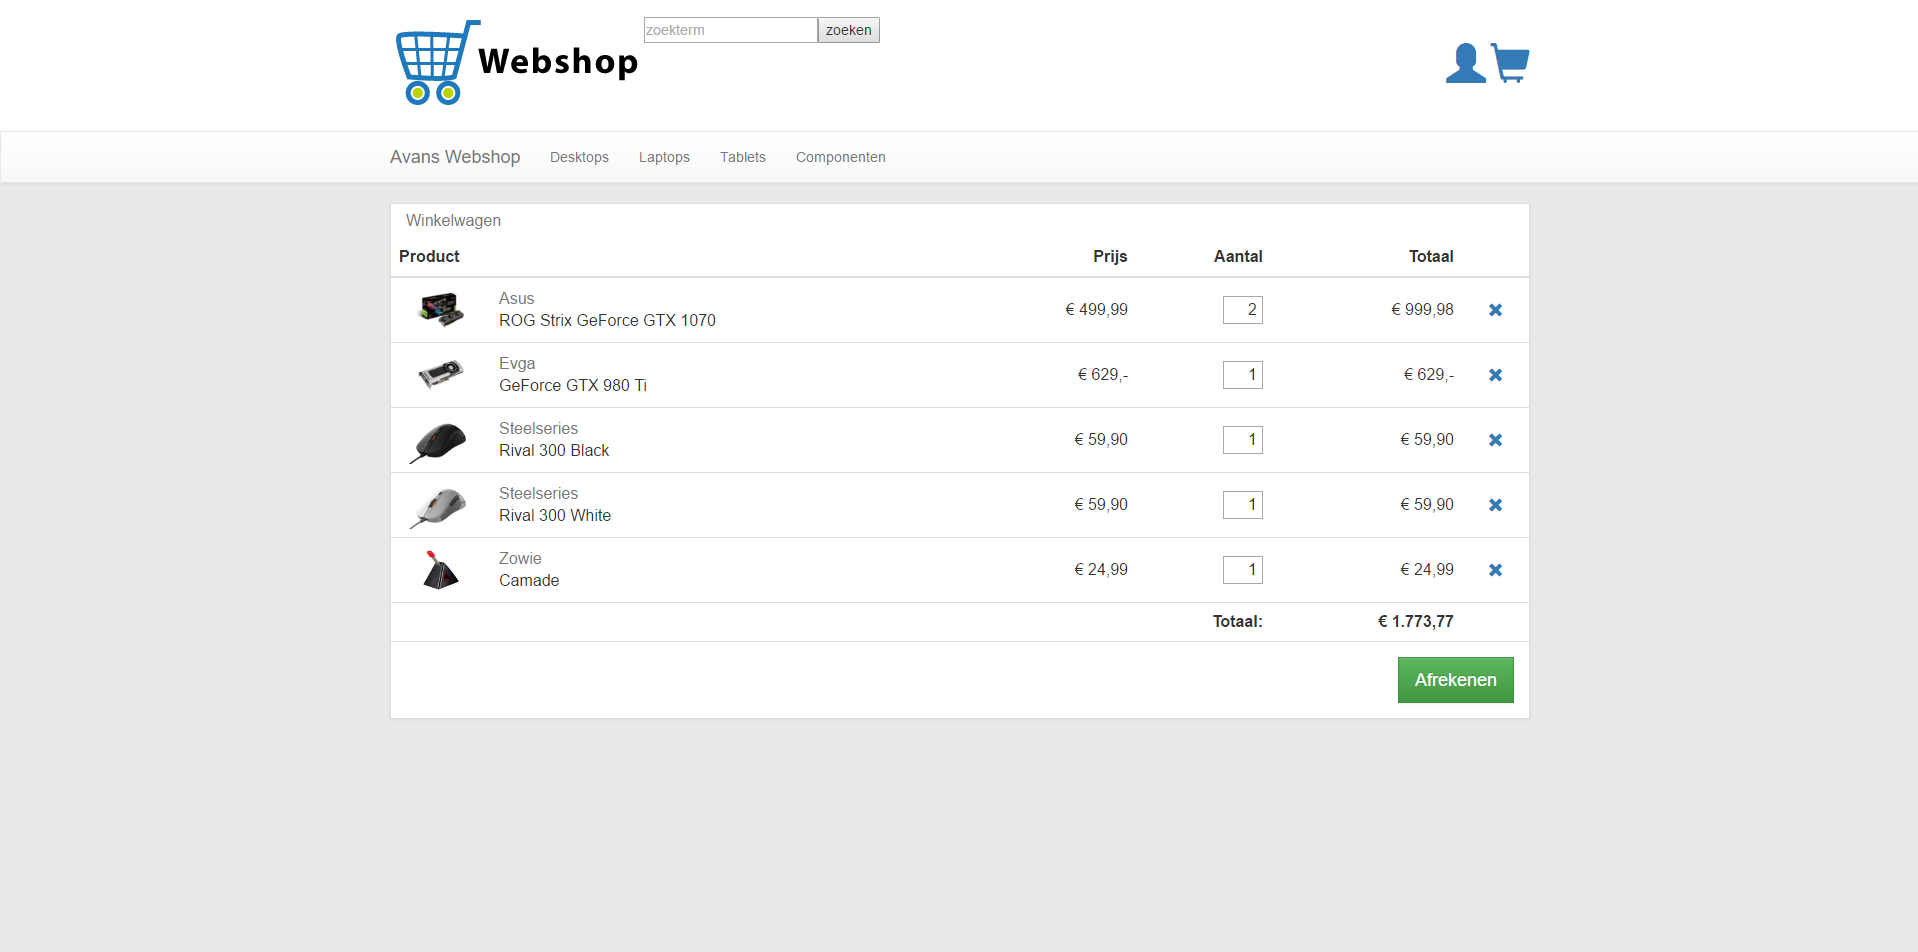 Webshop
zoekterm zoeken
Avans Webshop Desktops Laptops Tablets Componenten
Winkelwagen
Product Prijs Aantal Totaal
Asus
ROG Strix GeForce GTX 1070 € 499,99 2 € 999,98
Evga
GeForce GTX 980 Ti € 629,- 1 € 629,-
Steelseries
Rival 300 Black € 59,90 1 € 59,90
Steelseries
Rival 300 White € 59,90 1 € 59,90
Zowie
Camade € 24,99 1 € 24,99
Totaal: € 1.773,77
Afrekenen